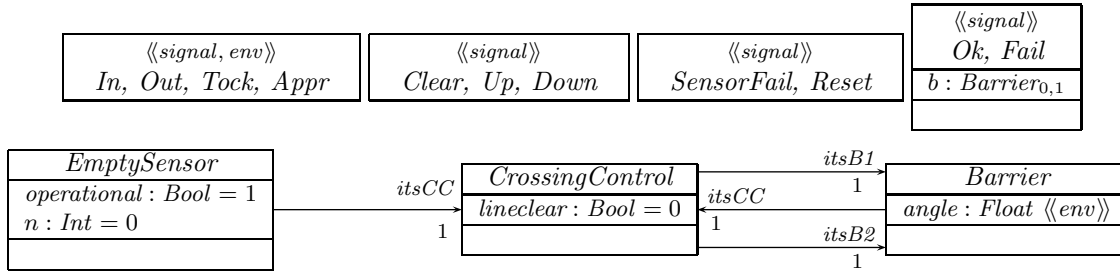 ⟪signal, env⟫
In, Out, Tock, Appr
⟪signal⟫
Clear, Up, Down
⟪signal⟫
SensorFail, Reset
⟪signal⟫
Ok, Fail
b : Barrier₀,₁
EmptySensor
operational : Bool = 1
n : Int = 0
itsCC
1
CrossingControl
lineclear : Bool = 0
itsB1
1
itsCC
1
itsB2
1
Barrier
angle : Float ⟪env⟫